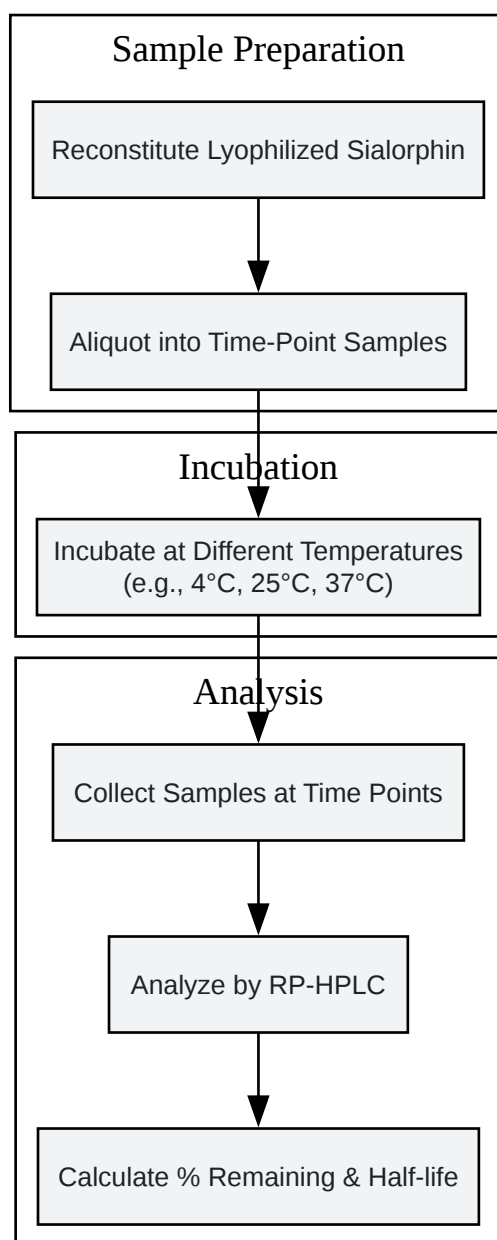 Sample Preparation
Reconstitute Lyophilized Sialorphin
Aliquot into Time-Point Samples
Incubation
Incubate at Different Temperatures
(e.g., 4°C, 25°C, 37°C)
Analysis
Collect Samples at Time Points
Analyze by RP-HPLC
Calculate % Remaining & Half-life